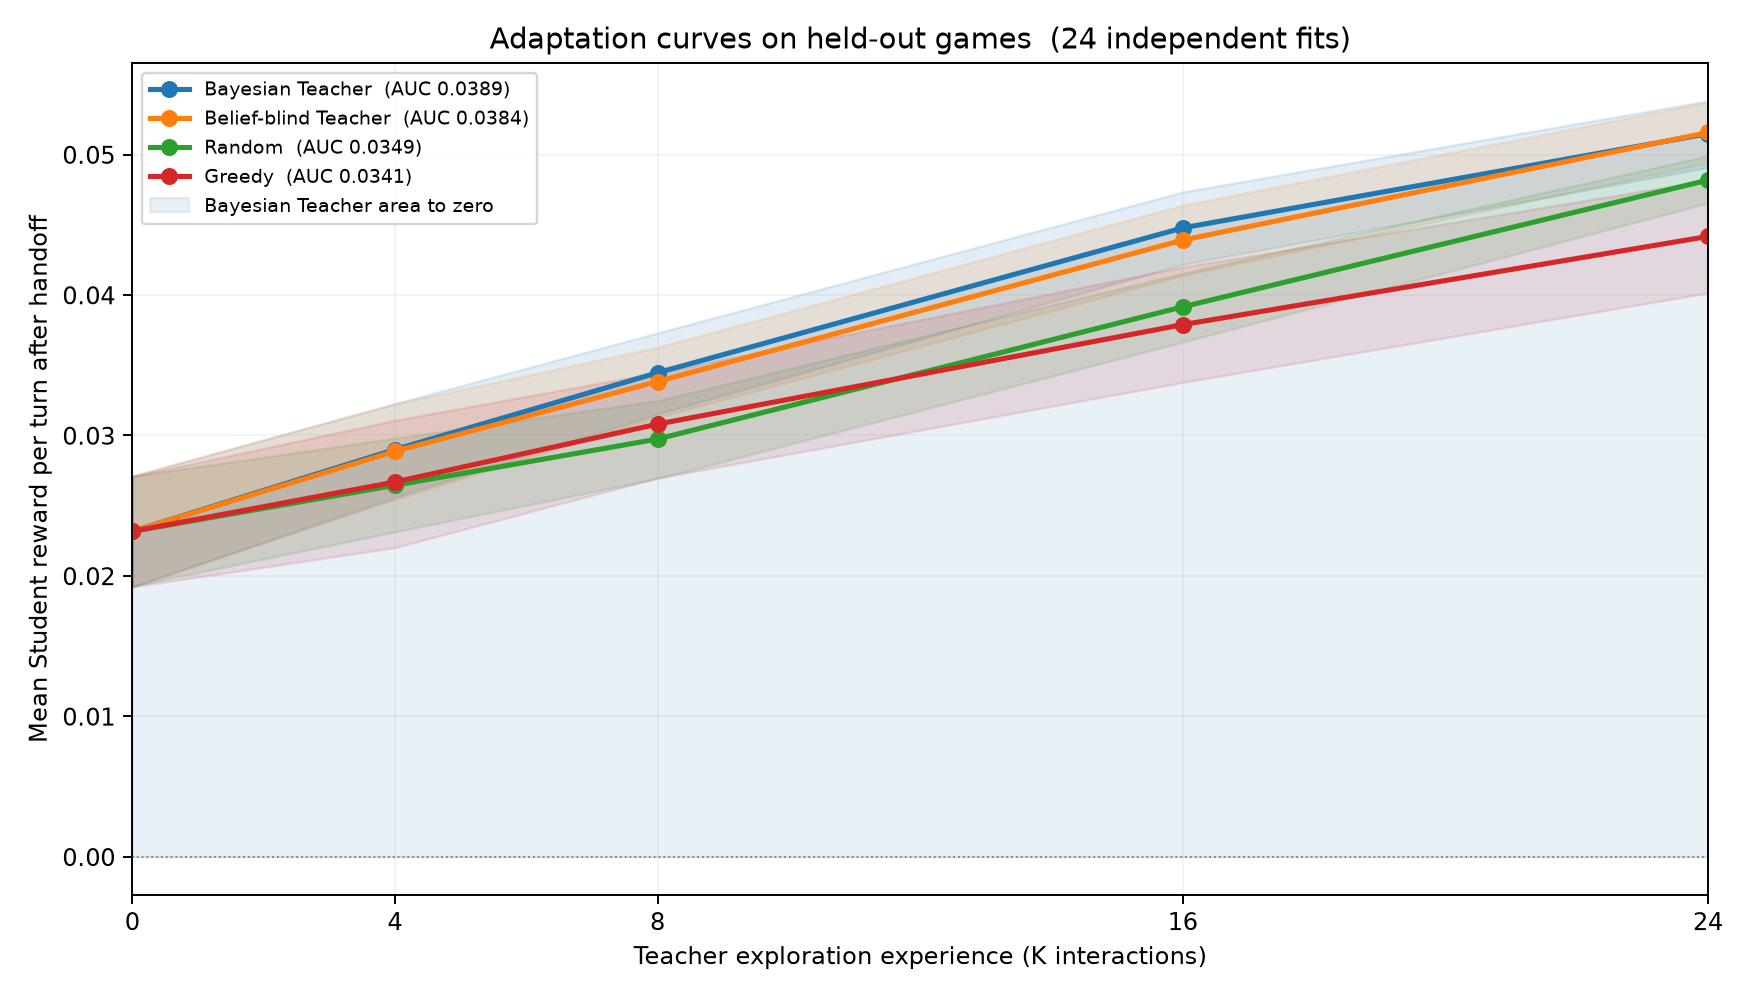 Adaptation curves on held-out games (24 independent fits)
Bayesian Teacher (AUC 0.0389)
Belief-blind Teacher (AUC 0.0384)
Random (AUC 0.0349)
Greedy (AUC 0.0341)
Bayesian Teacher area to zero
Mean Student reward per turn after handoff
0.05
0.04
0.03
0.02
0.01
0.00
0
4
8
16
24
Teacher exploration experience (K interactions)